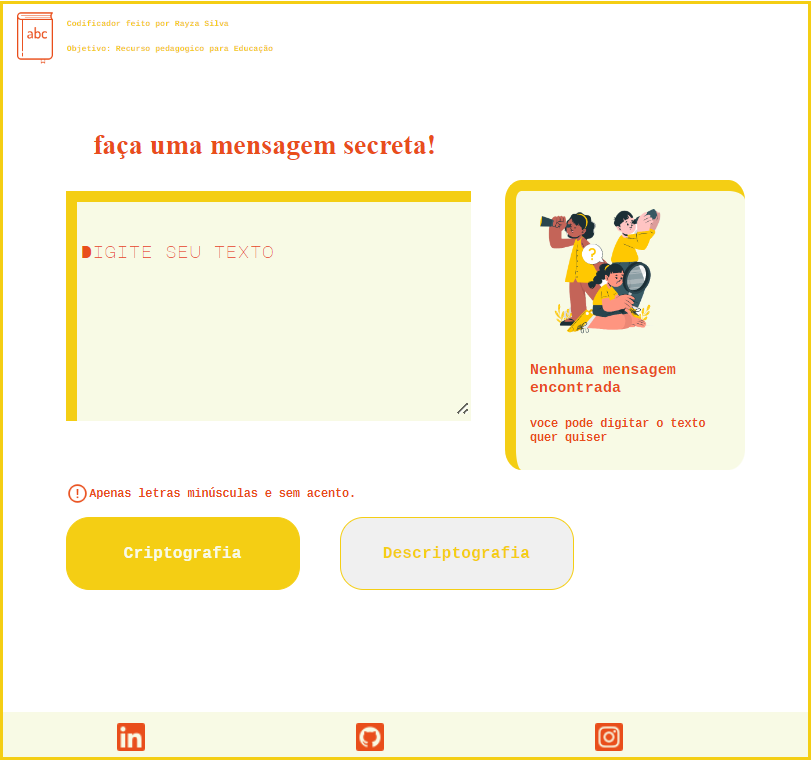 abc
Codificador feito por Rayza Silva
Objetivo: Recurso pedagogico para Educação
faça uma mensagem secreta!
DIGITE SEU TEXTO
?
Nenhuma mensagem
encontrada
voce pode digitar o texto
quer quiser
! Apenas letras minúsculas e sem acento.
Criptografia
Descriptografia
in